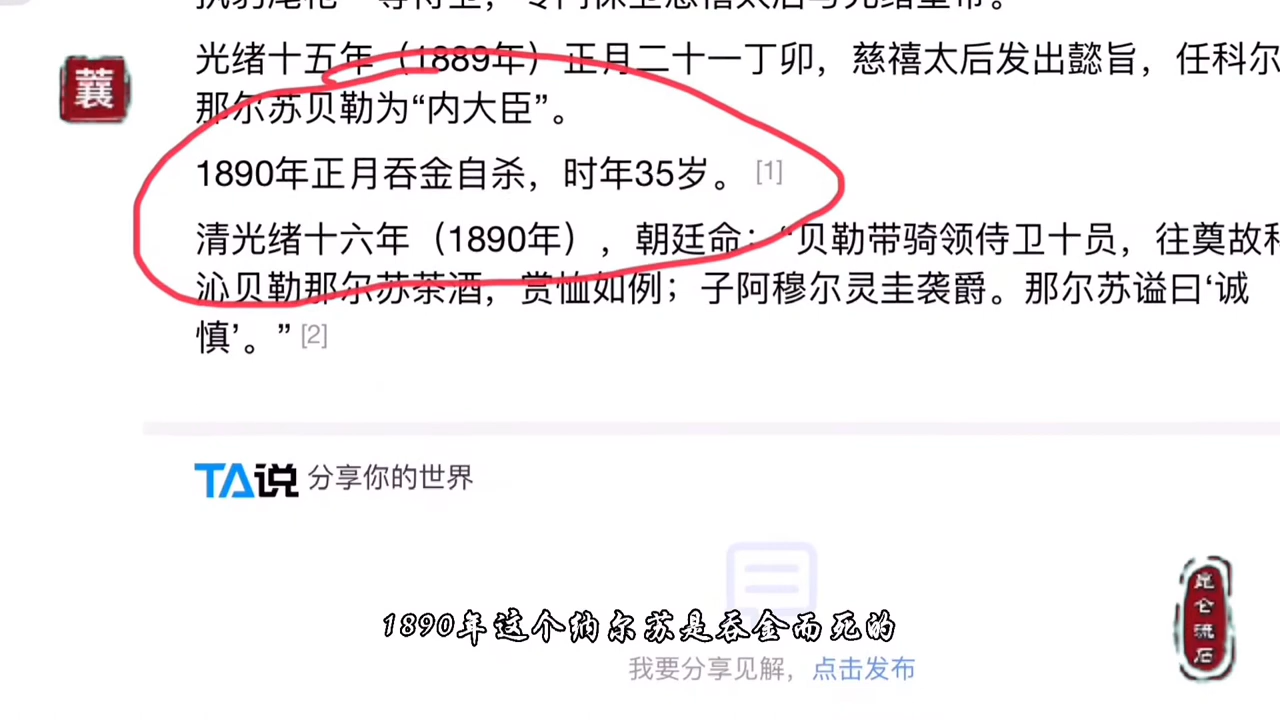 光绪十五年（1889年）正月二十一丁卯，慈禧太后发出懿旨，任科尔
那尔苏贝勒为“内大臣”。
1890年正月吞金自杀，时年35岁。[1]
清光绪十六年（1890年），朝廷命：“贝勒带骑领侍卫十员，往奠故科
沁贝勒那尔苏茶酒，赏恤如例；子阿穆尔灵圭袭爵。那尔苏谥曰‘诚
慎’。”[2]
TA说 分享你的世界
1890年这个纳尔苏是吞金而死的
昆仑流石
我要分享见解，点击发布